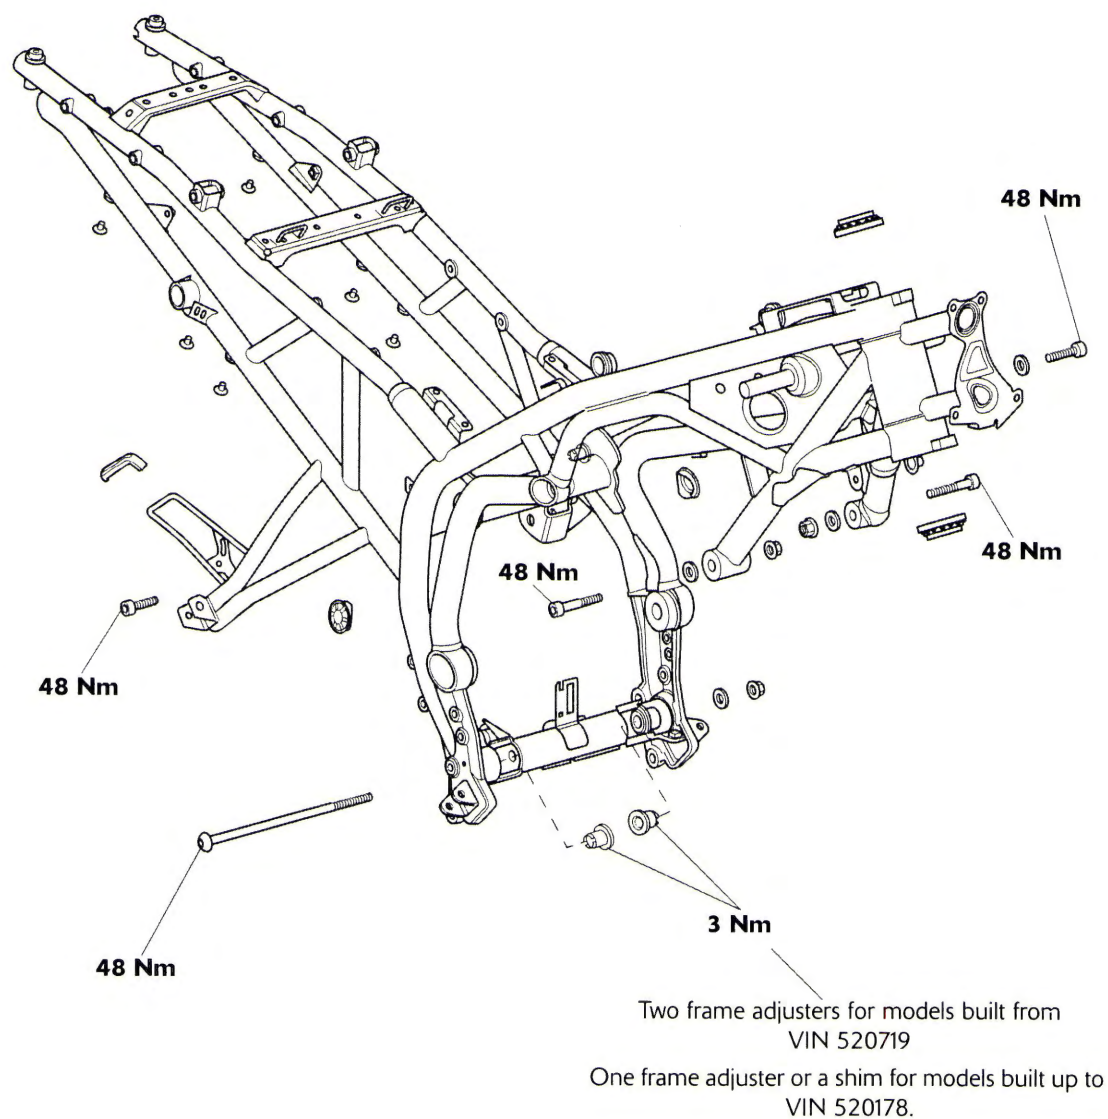 48 Nm
48 Nm
48 Nm
48 Nm
48 Nm
3 Nm
Two frame adjusters for models built from
VIN 520719
One frame adjuster or a shim for models built up to
VIN 520178.